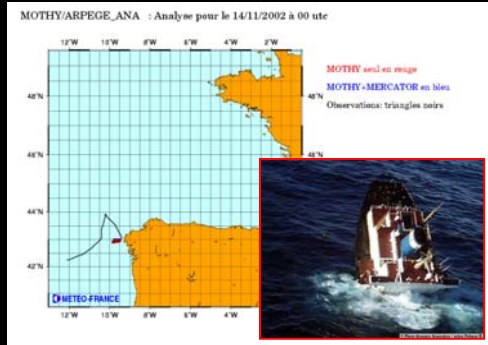 MOTHY/ARPEGE_ANA : Analyse pour le 14/11/2002 à 00 utc
12°W 10°W 8°W 6°W 4°W 2°W
MOTHY seul en rouge
MOTHY+MERCATOR en bleu
Observations: triangles noirs
48°N 48°N
46°N 46°N
44°N
42°N
METEO-FRANCE
12°W 10°W 8°W 6°W 4°W